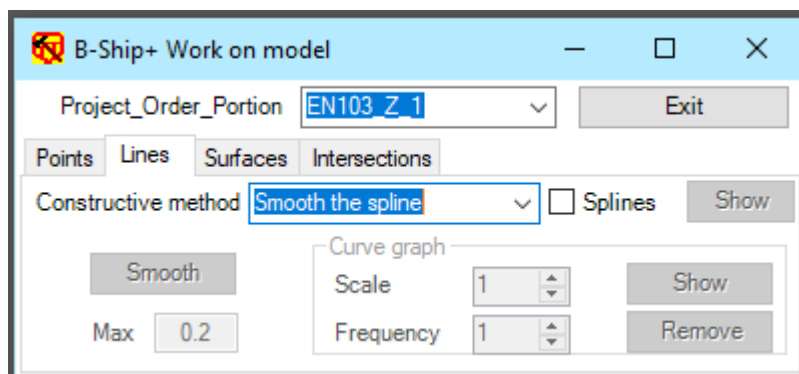 B-Ship+ Work on model
Project_Order_Portion EN103_Z_1 Exit
Points Lines Surfaces Intersections
Constructive method Smooth the spline Splines Show
Curve graph
Smooth Scale 1 Show
Max 0.2 Frequency 1 Remove